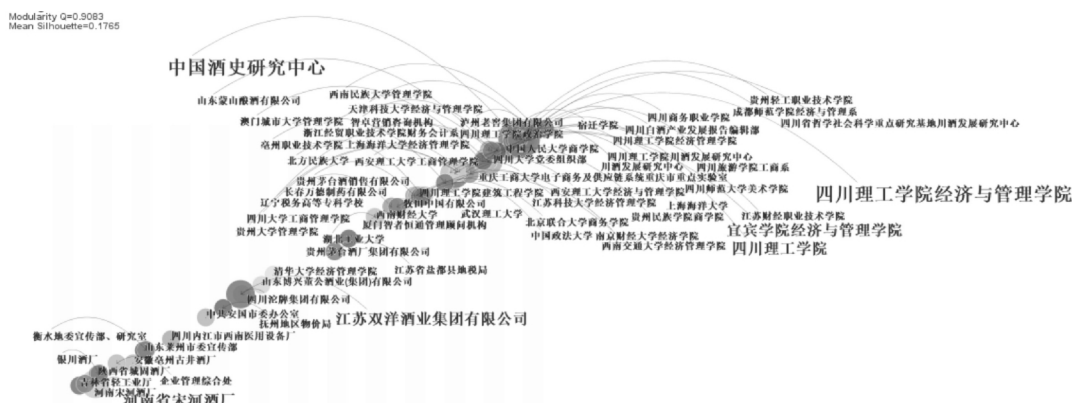 Modularity Q=0.9083
Mean Silhouette=0.1765
中国酒史研究中心
山东蒙山酿酒有限公司
西南民族大学管理学院
贵州轻工职业技术学院
天津科技大学经济与管理学院
成都师范学院经济与管理系
澳门城市大学管理学院
智卓营销咨询机构
泸州老窖集团有限公司
宿迁学院
四川商务职业学院
四川省哲学社会科学重点研究基地川酒发展研究中心
浙江经贸职业技术学院财务会计系
四川理工学院政治学院
四川白酒产业发展报告编辑部
亳州职业技术学院
上海海洋大学经济管理学院
中国人民大学商学院
四川理工学院经济管理学院
北方民族大学
西安理工大学工商管理学院
四川大学党委组织部
四川理工学院川酒发展研究中心
川酒发展研究中心
四川旅游学院工商系
贵州茅台酒销售有限公司
重庆工商大学电子商务及供应链系统重庆市重点实验室
长春万德制药有限公司
四川理工学院建筑工程学院
西安理工大学经济与管理学院
四川师范大学美术学院
四川理工学院经济与管理学院
辽宁税务高等专科学校
牧田中国有限公司
江苏科技大学经济管理学院
上海海洋大学
四川大学工商管理学院
西南财经大学
武汉理工大学
贵州民族大学商学院
江苏财经职业技术学院
厦门智者恒通管理顾问机构
北京联合大学商务学院
宜宾学院经济与管理学院
贵州大学管理学院
湖北工业大学
中国政法大学
南京财经大学经济学院
贵州茅台酒厂集团有限公司
西南交通大学经济管理学院
四川理工学院
清华大学经济管理学院
江苏省盐都县地税局
山东博兴董公酒业(集团)有限公司
四川沱牌集团有限公司
中共安国市委办公室
抚州地区物价局
江苏双洋酒业集团有限公司
衡水地委宣传部、研究室
四川内江市西南医用设备厂
山东莱州市委宣传部
银川酒厂
安徽亳州古井酒厂
陕西省城固酒厂
吉林省轻工业厅
企业管理综合处
河南宋河酒厂
河南省宋河酒厂